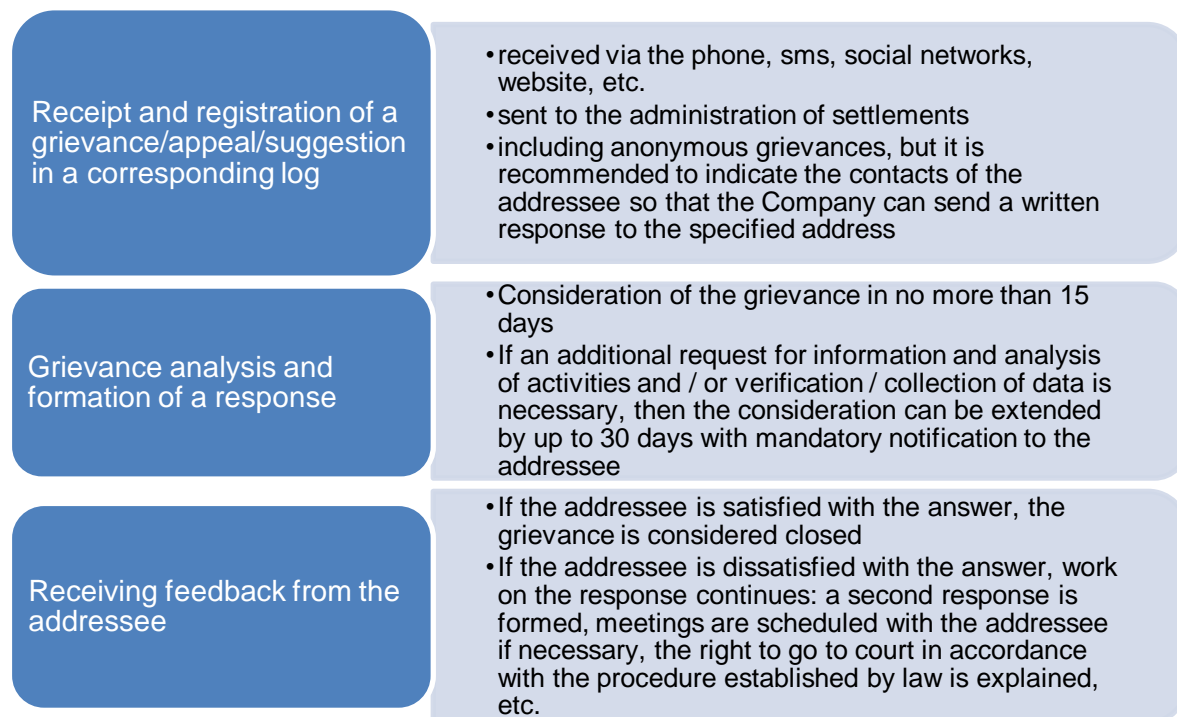 Receipt and registration of a
grievance/appeal/suggestion
in a corresponding log
•received via the phone, sms, social networks,
website, etc.
•sent to the administration of settlements
•including anonymous grievances, but it is
recommended to indicate the contacts of the
addressee so that the Company can send a written
response to the specified address
Grievance analysis and
formation of a response
•Consideration of the grievance in no more than 15
days
•If an additional request for information and analysis
of activities and / or verification / collection of data is
necessary, then the consideration can be extended
by up to 30 days with mandatory notification to the
addressee
Receiving feedback from the
addressee
•If the addressee is satisfied with the answer, the
grievance is considered closed
•If the addressee is dissatisfied with the answer, work
on the response continues: a second response is
formed, meetings are scheduled with the addressee
if necessary, the right to go to court in accordance
with the procedure established by law is explained,
etc.